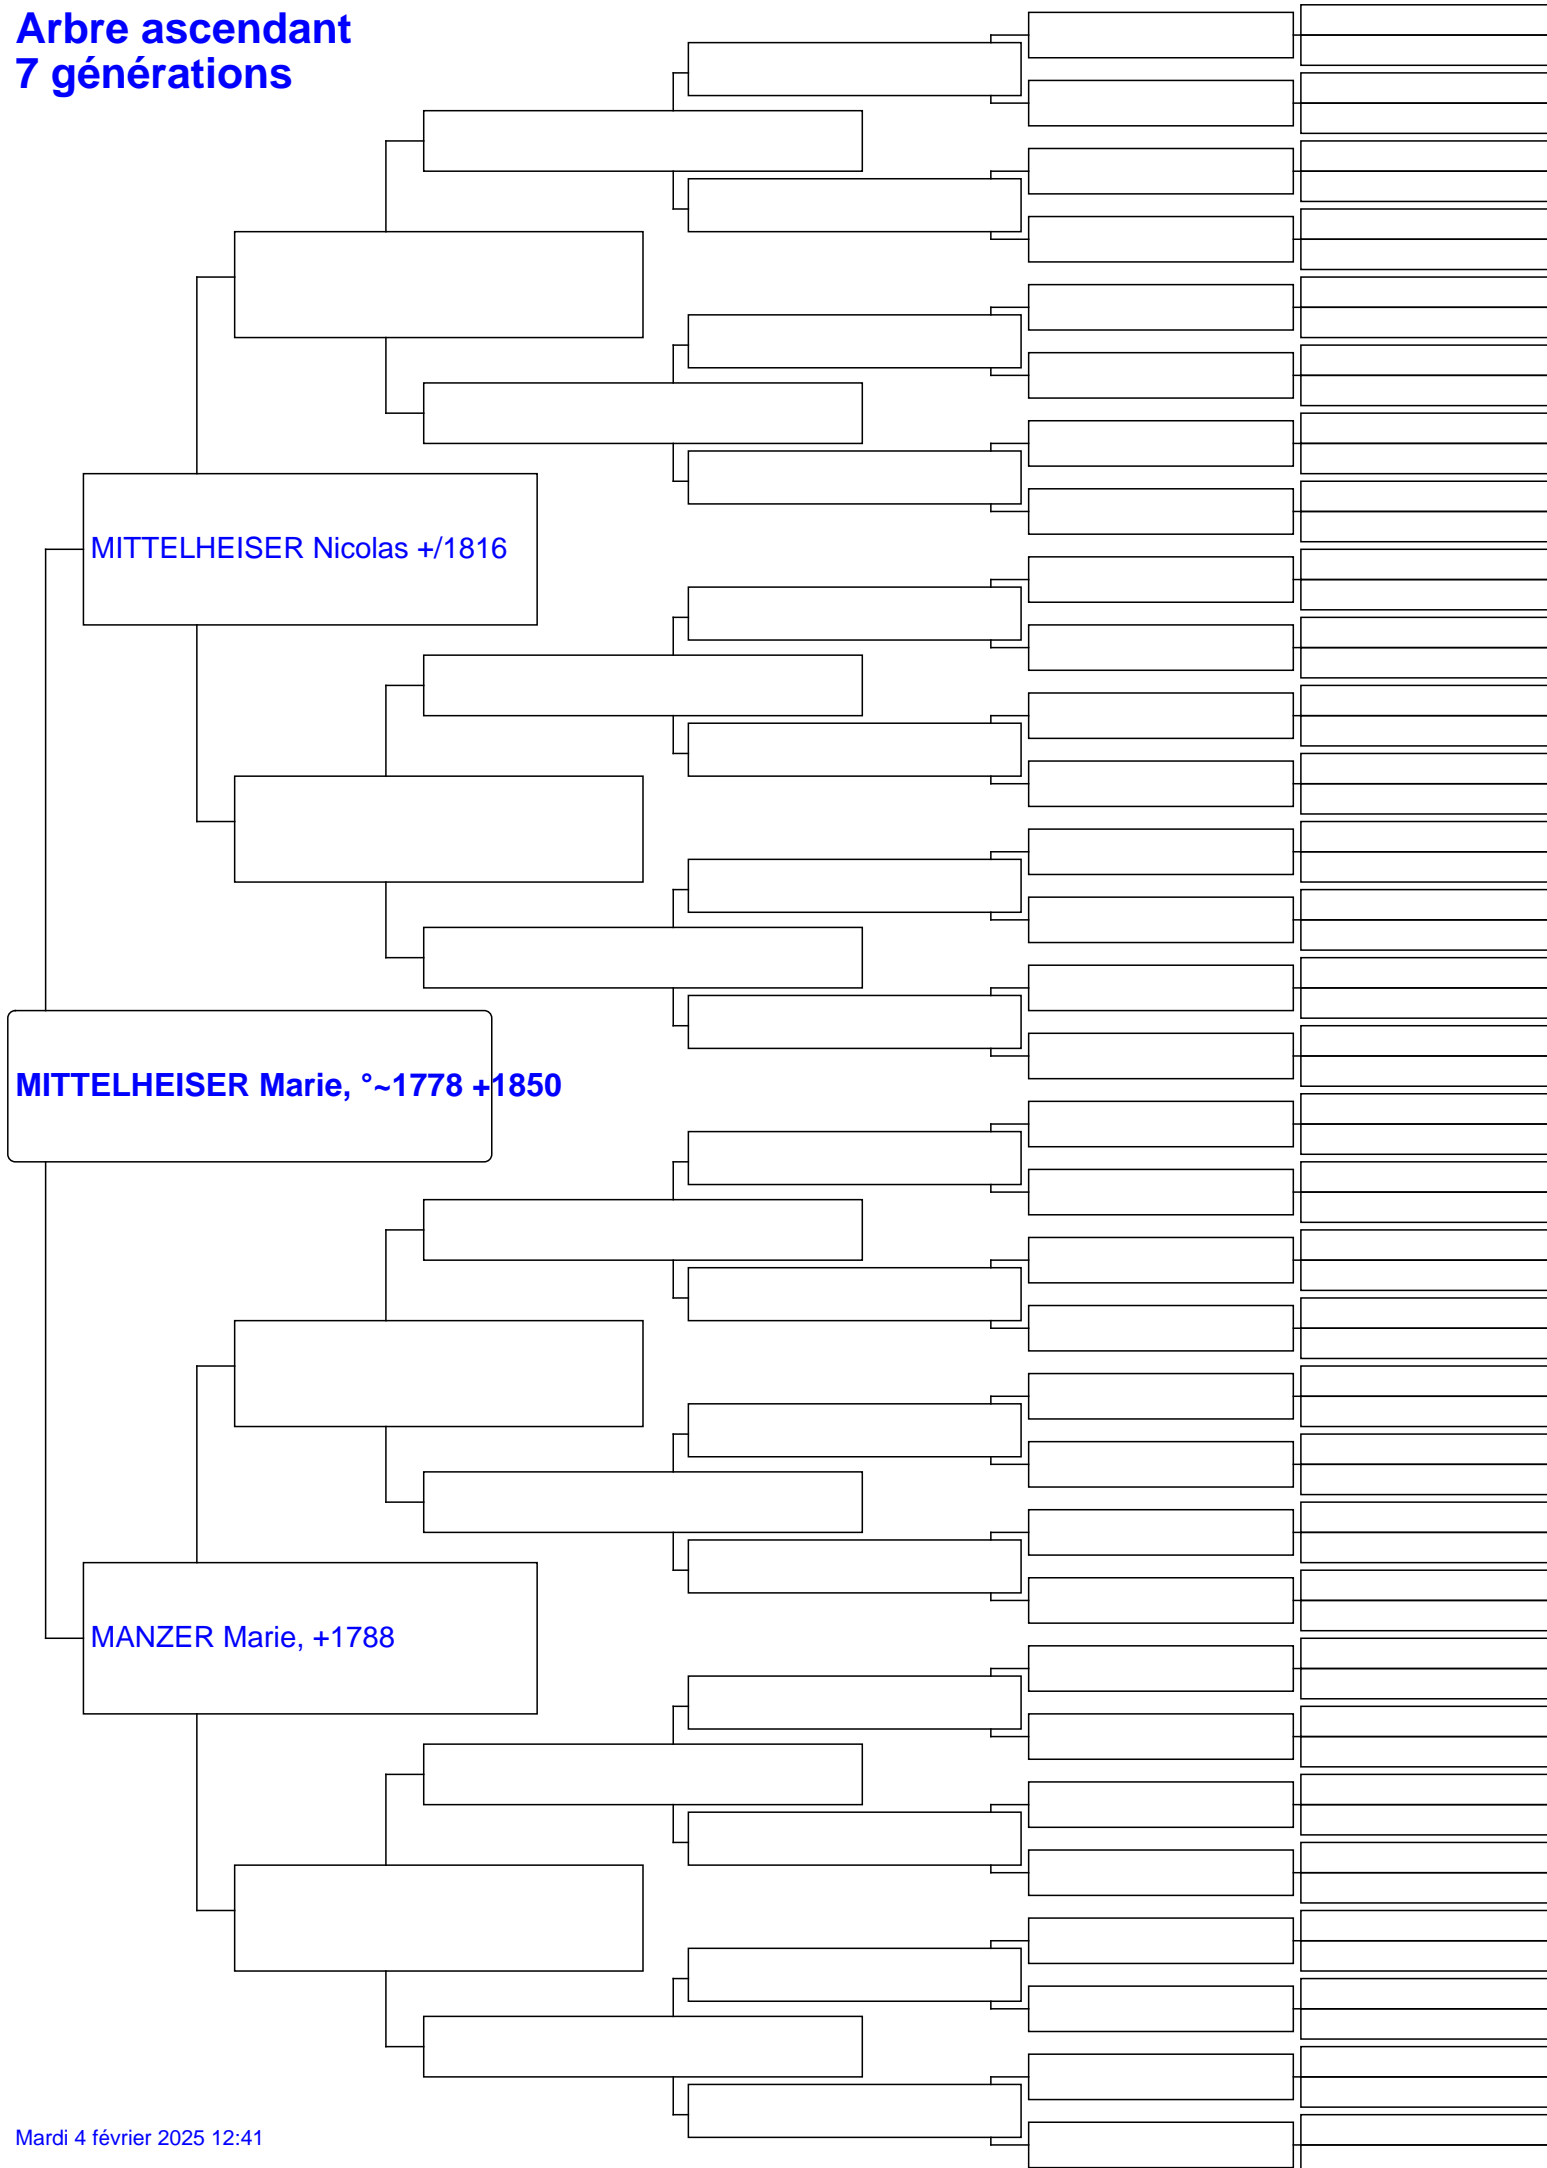 Arbre ascendant
7 générations
MITTELHEISER Nicolas +/1816
MITTELHEISER Marie, °~1778 +1850
MANZER Marie, +1788
Mardi 4 février 2025 12:41